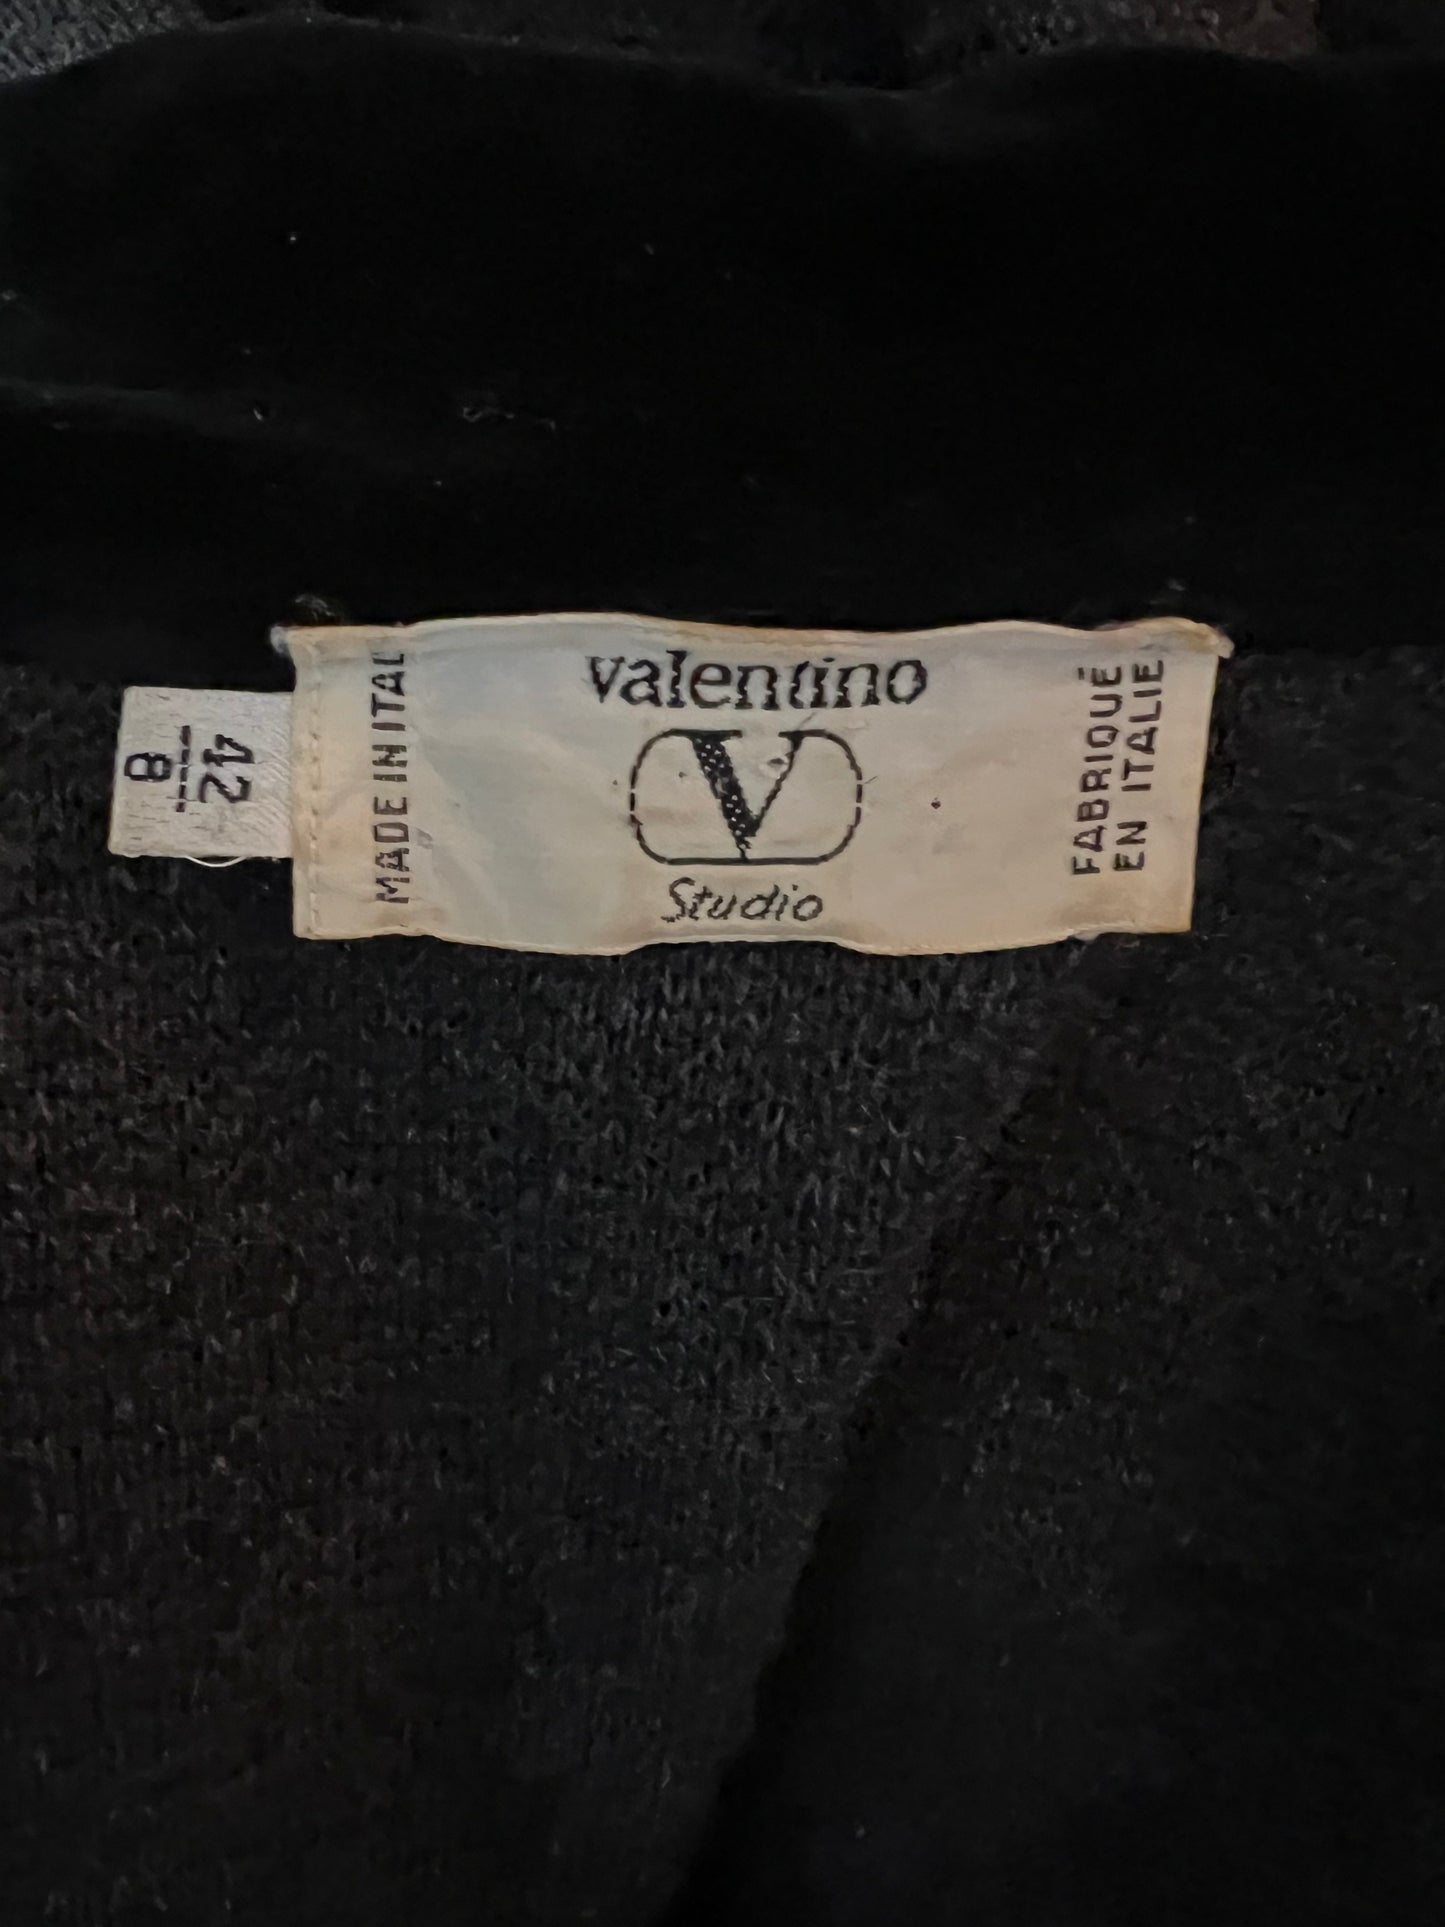 42
8
MADE IN ITAL
valentino
V
Studio
FABRIQUÉ
EN ITALIE